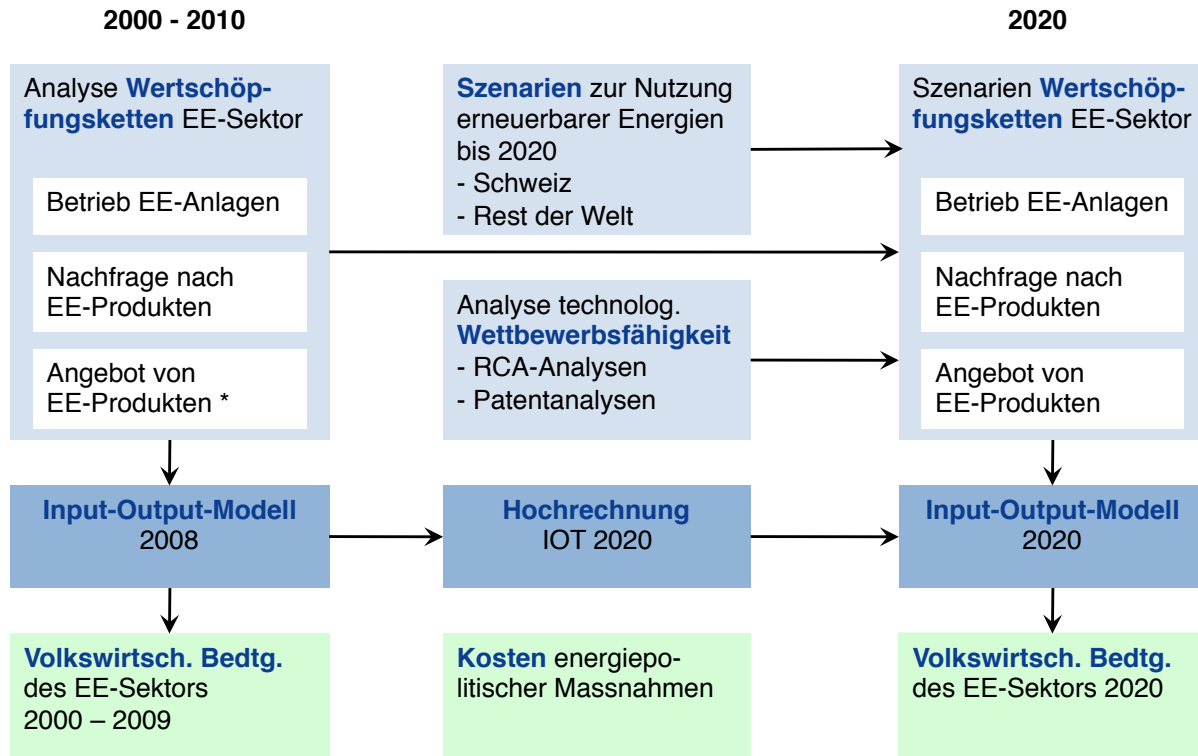 2000 - 2010
2020
Analyse Wertschöp-
fungsketten EE-Sektor
Betrieb EE-Anlagen
Nachfrage nach
EE-Produkten
Angebot von
EE-Produkten *
Szenarien zur Nutzung
erneuerbarer Energien
bis 2020
- Schweiz
- Rest der Welt
Analyse technolog.
Wettbewerbsfähigkeit
- RCA-Analysen
- Patentanalysen
Szenarien Wertschöp-
fungsketten EE-Sektor
Betrieb EE-Anlagen
Nachfrage nach
EE-Produkten
Angebot von
EE-Produkten
Input-Output-Modell
2008
Hochrechnung
IOT 2020
Input-Output-Modell
2020
Volkswirtsch. Bedtg.
des EE-Sektors
2000 – 2009
Kosten energiepo-
litischer Massnahmen
Volkswirtsch. Bedtg.
des EE-Sektors 2020